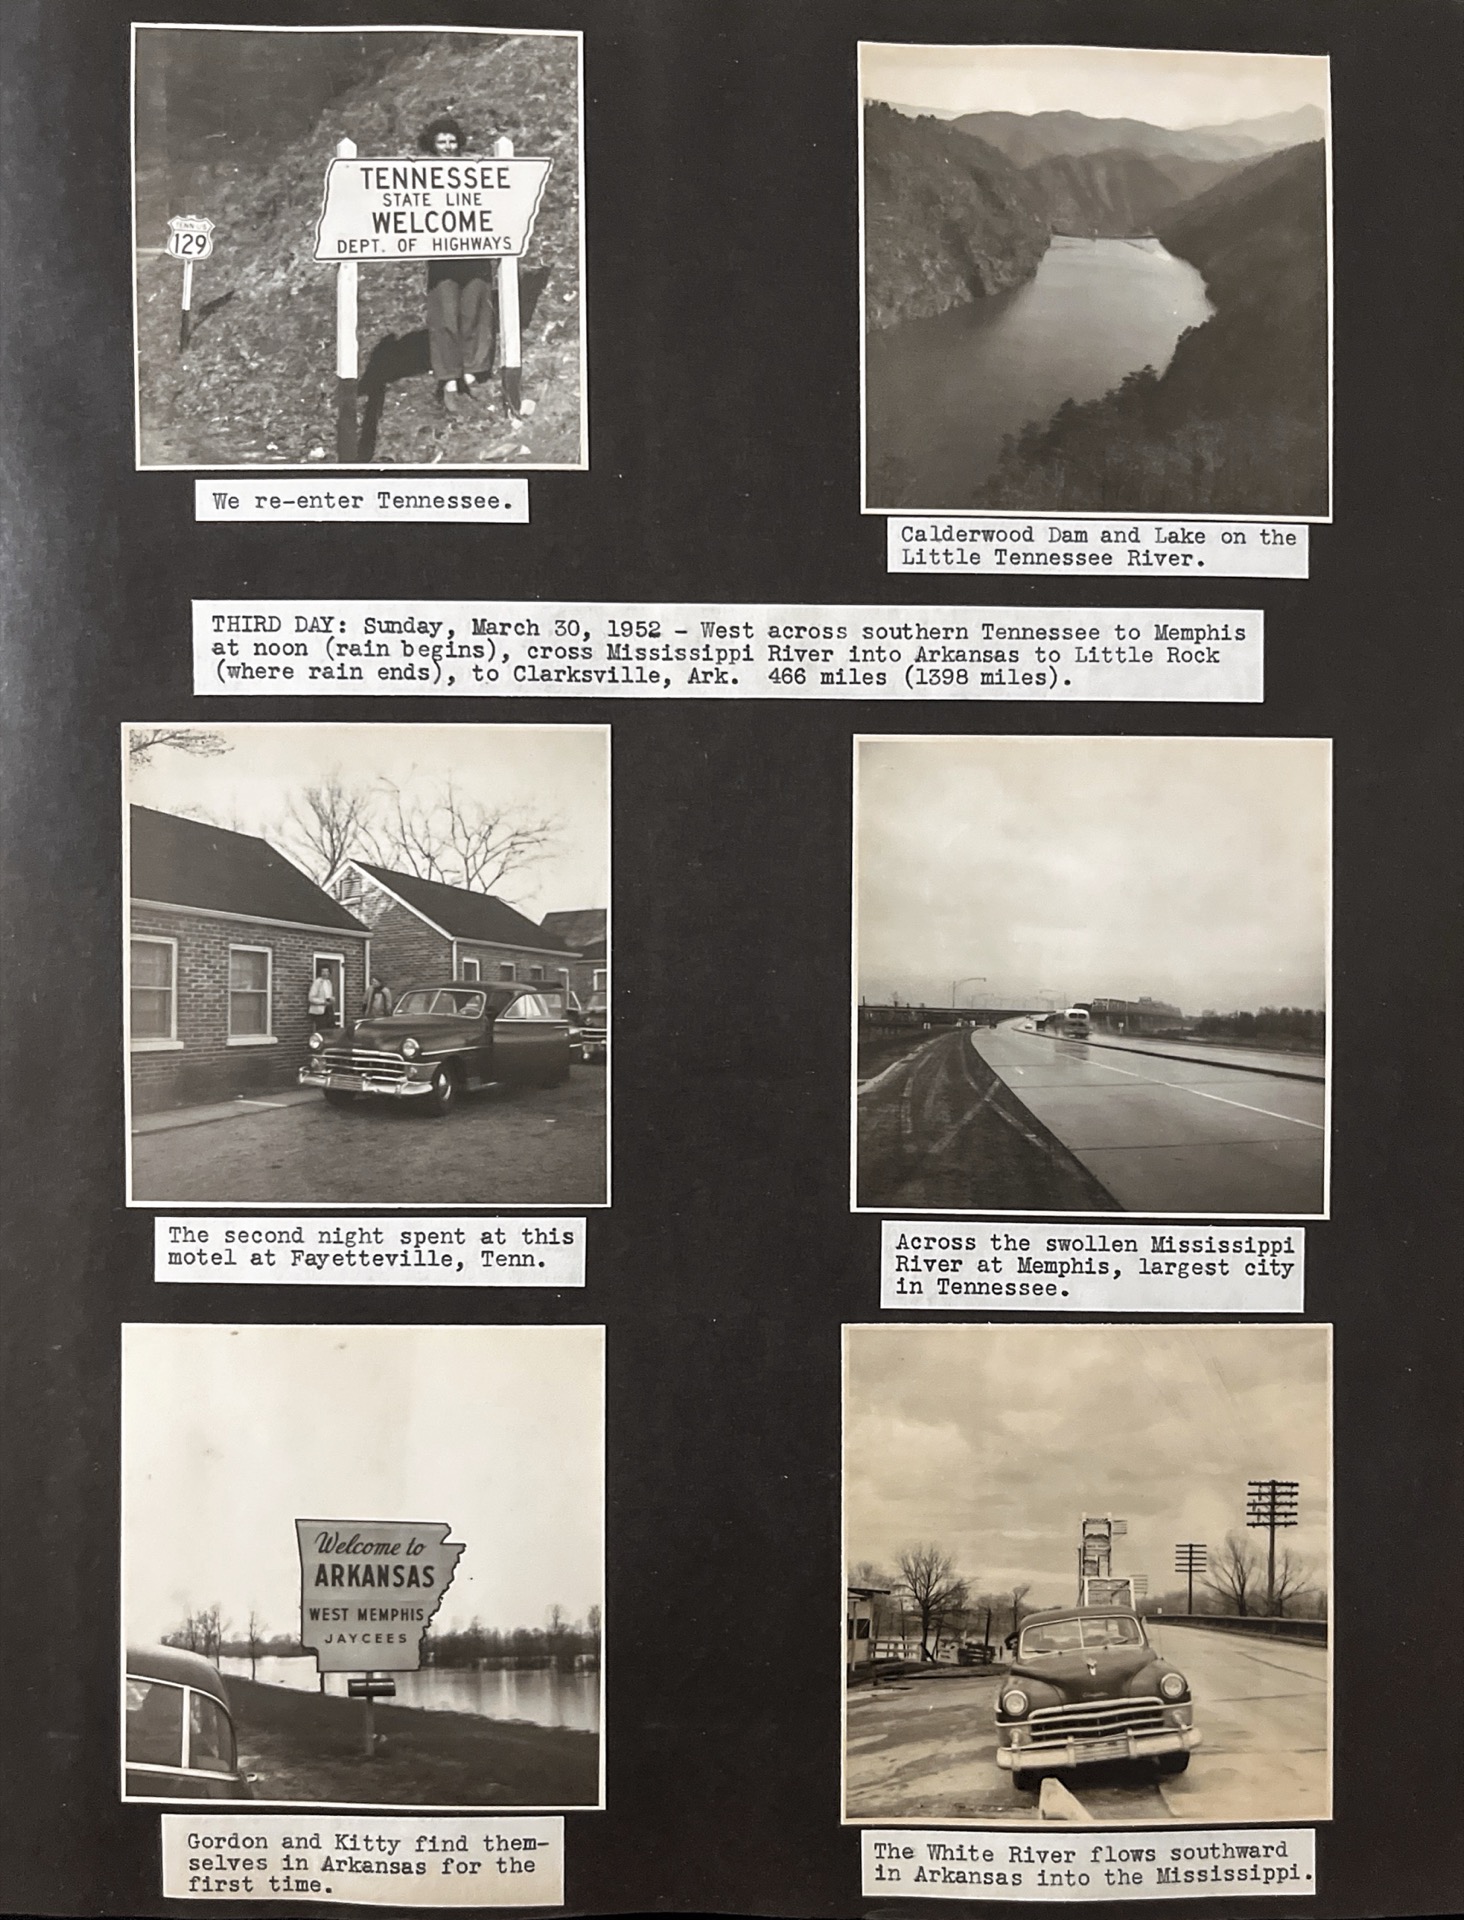 TENNESSEE
STATE LINE
WELCOME
DEPT. OF HIGHWAYS
TENN U S
129
We re-enter Tennessee.
Calderwood Dam and Lake on the
Little Tennessee River.
THIRD DAY: Sunday, March 30, 1952 - West across southern Tennessee to Memphis
at noon (rain begins), cross Mississippi River into Arkansas to Little Rock
(where rain ends), to Clarksville, Ark.  466 miles (1398 miles).
The second night spent at this
motel at Fayetteville, Tenn.
Across the swollen Mississippi
River at Memphis, largest city
in Tennessee.
Welcome to
ARKANSAS
WEST MEMPHIS
JAYCEES
Gordon and Kitty find them-
selves in Arkansas for the
first time.
The White River flows southward
in Arkansas into the Mississippi.